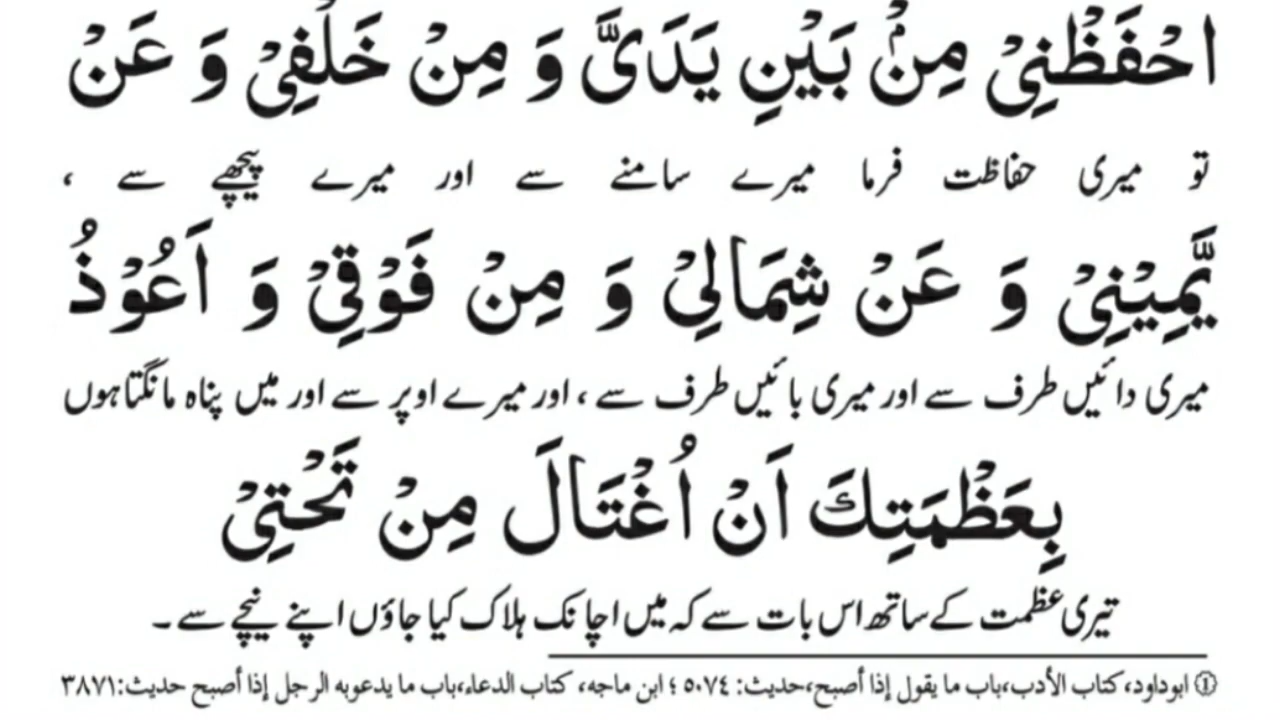 احْفَظْنِيْ مِنْۢ بَيْنِ يَدَىَّ وَ مِنْ خَلْفِيْ وَ عَنْ
تو میری حفاظت فرما میرے سامنے سے اور میرے پیچھے سے ،
يَّمِيْنِيْ وَ عَنْ شِمَالِيْ وَ مِنْ فَوْقِيْ وَ اَعُوْذُ
میری دائیں طرف سے اور میری بائیں طرف سے ، اور میرے اوپر سے اور میں پناہ مانگتا ہوں
بِعَظْمَتِكَ اَنْ اُغْتَالَ مِنْ تَحْتِيْ
تیری عظمت کے ساتھ اس بات سے کہ میں اچانک ہلاک کیا جاؤں اپنے نیچے سے ۔
① ابوداود، كتاب الأدب،باب ما يقول إذا أصبح،حديث: ٥٠٧٤ ؛ ابن ماجه، كتاب الدعاء،باب ما يدعوبه الرجل إذا أصبح حديث:٣٨٧١